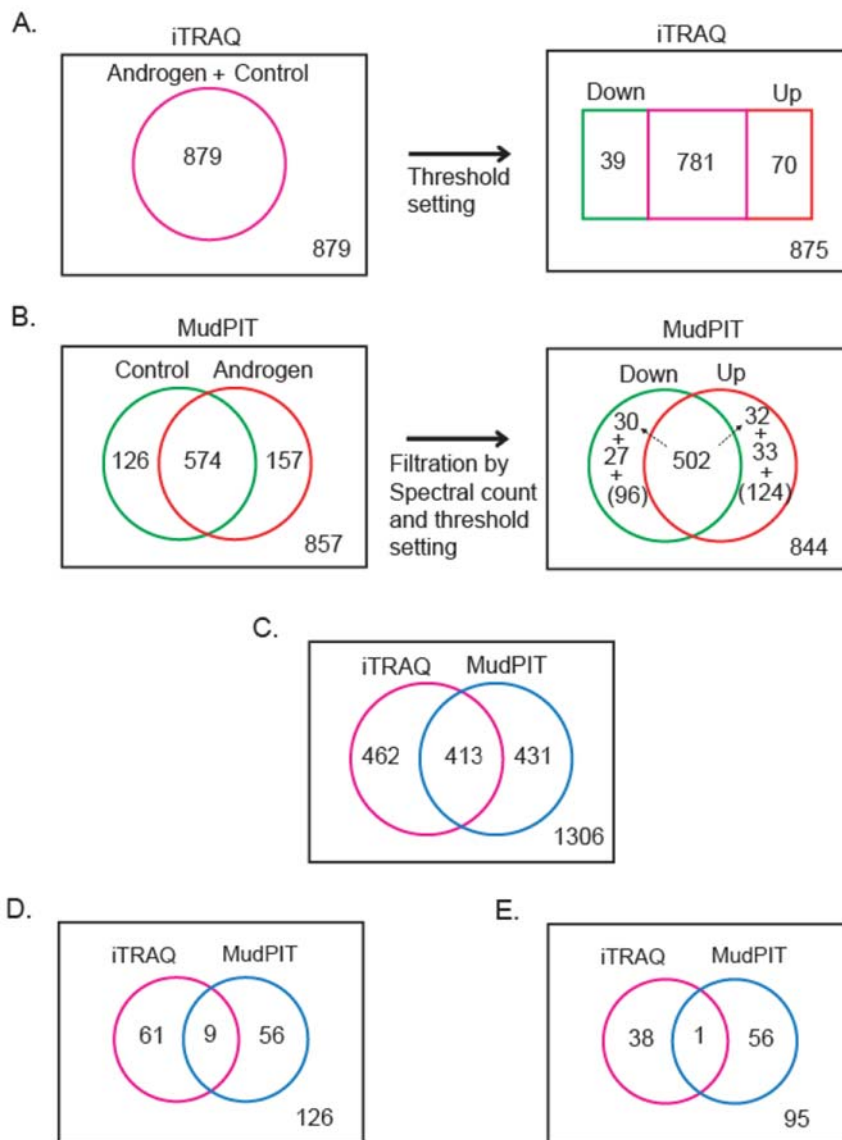 A.
iTRAQ
Androgen + Control
879
879
Threshold
setting
iTRAQ
Down
Up
39
781
70
875
B.
MudPIT
Control
Androgen
126
574
157
857
Filtration by
Spectral count
and threshold
setting
MudPIT
Down
Up
30
+
27
+
(96)
502
32
+
33
+
(124)
844
C.
iTRAQ
MudPIT
462
413
431
1306
D.
iTRAQ
MudPIT
61
9
56
126
E.
iTRAQ
MudPIT
38
1
56
95